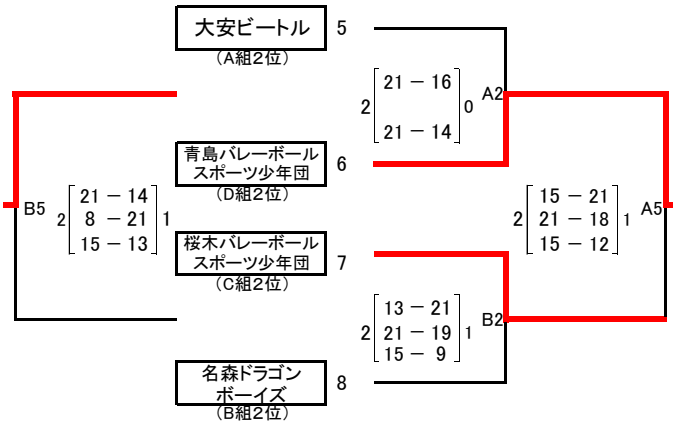 大安ビートル 5
(A組2位)
2 21 － 16 0 A2
21 － 14
青島バレーボール
スポーツ少年団 6
(D組2位)
B5 2 21 － 14 1
8 － 21
15 － 13
2 15 － 21 1 A5
21 － 18
15 － 12
桜木バレーボール
スポーツ少年団 7
(C組2位)
2 13 － 21 1 B2
21 － 19
15 － 9
名森ドラゴン
ボーイズ 8
(B組2位)